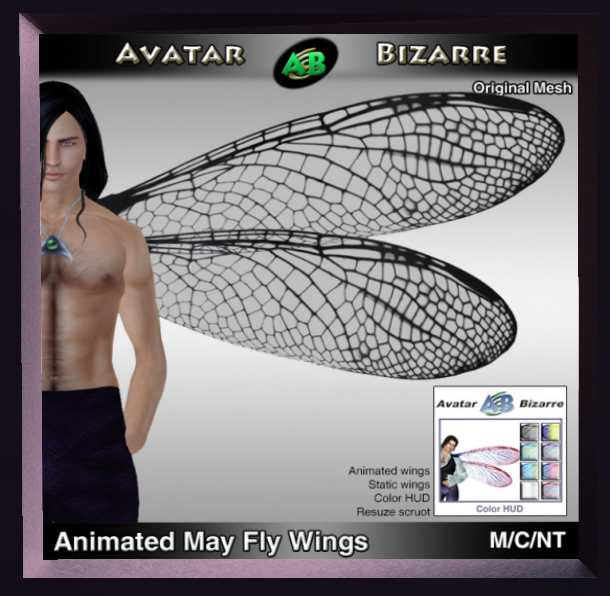 Avatar AB Bizarre
Original Mesh
Avatar AB Bizarre
Animated wings
Static wings
Color HUD
Resuze scruot
Color HUD
Animated May Fly Wings
M/C/NT